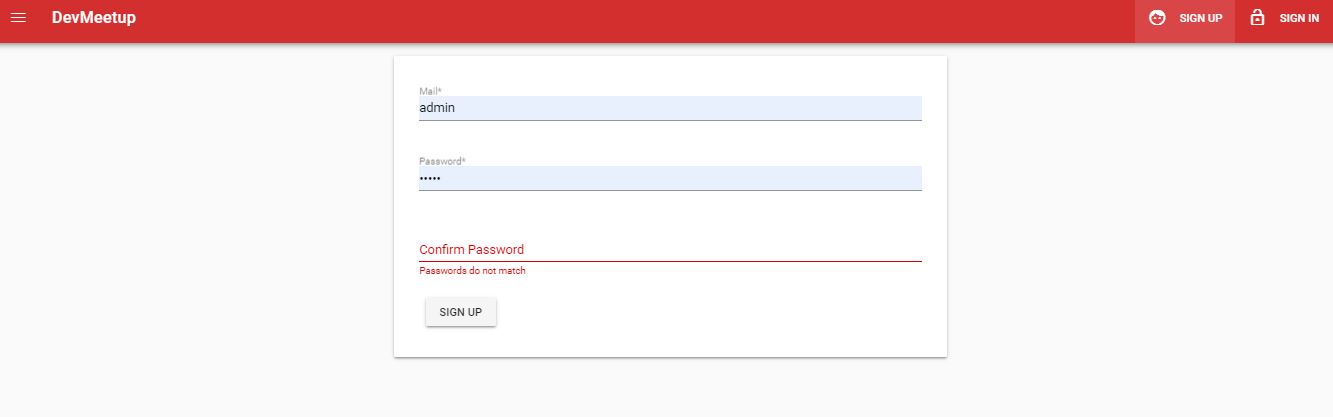 DevMeetup
SIGN UP
SIGN IN
Mail*
admin
Password*
•••••
Confirm Password
Passwords do not match
SIGN UP